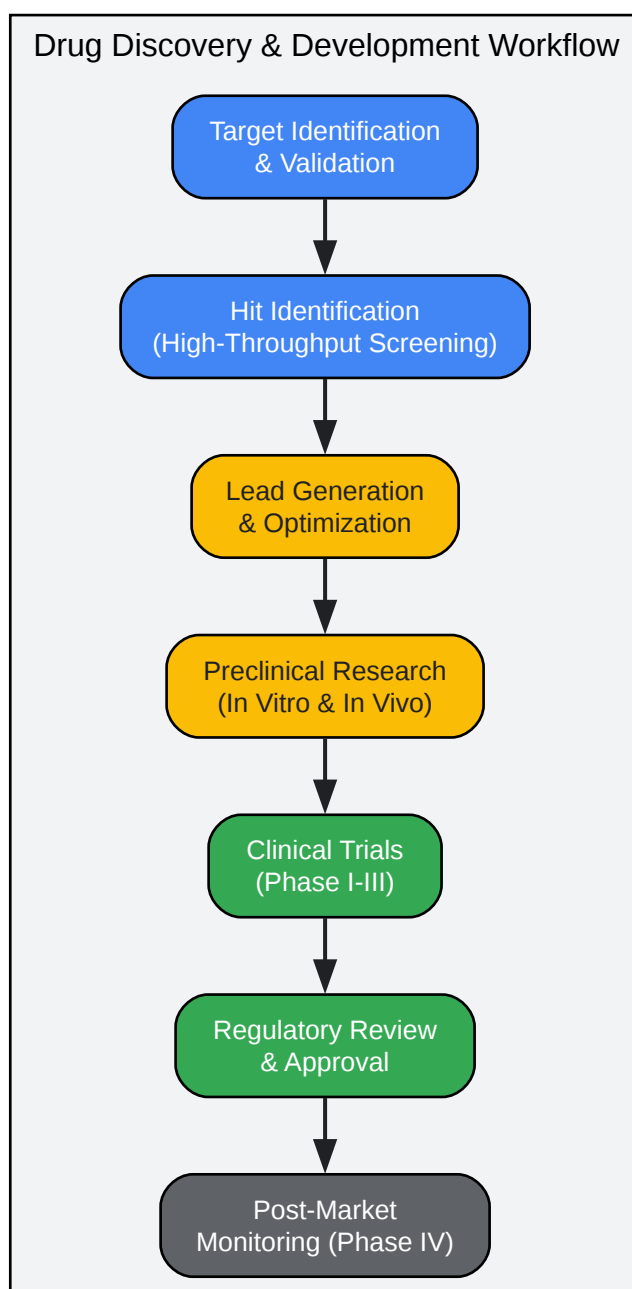 Drug Discovery & Development Workflow
Target Identification
& Validation
Hit Identification
(High-Throughput Screening)
Lead Generation
& Optimization
Preclinical Research
(In Vitro & In Vivo)
Clinical Trials
(Phase I-III)
Regulatory Review
& Approval
Post-Market
Monitoring (Phase IV)